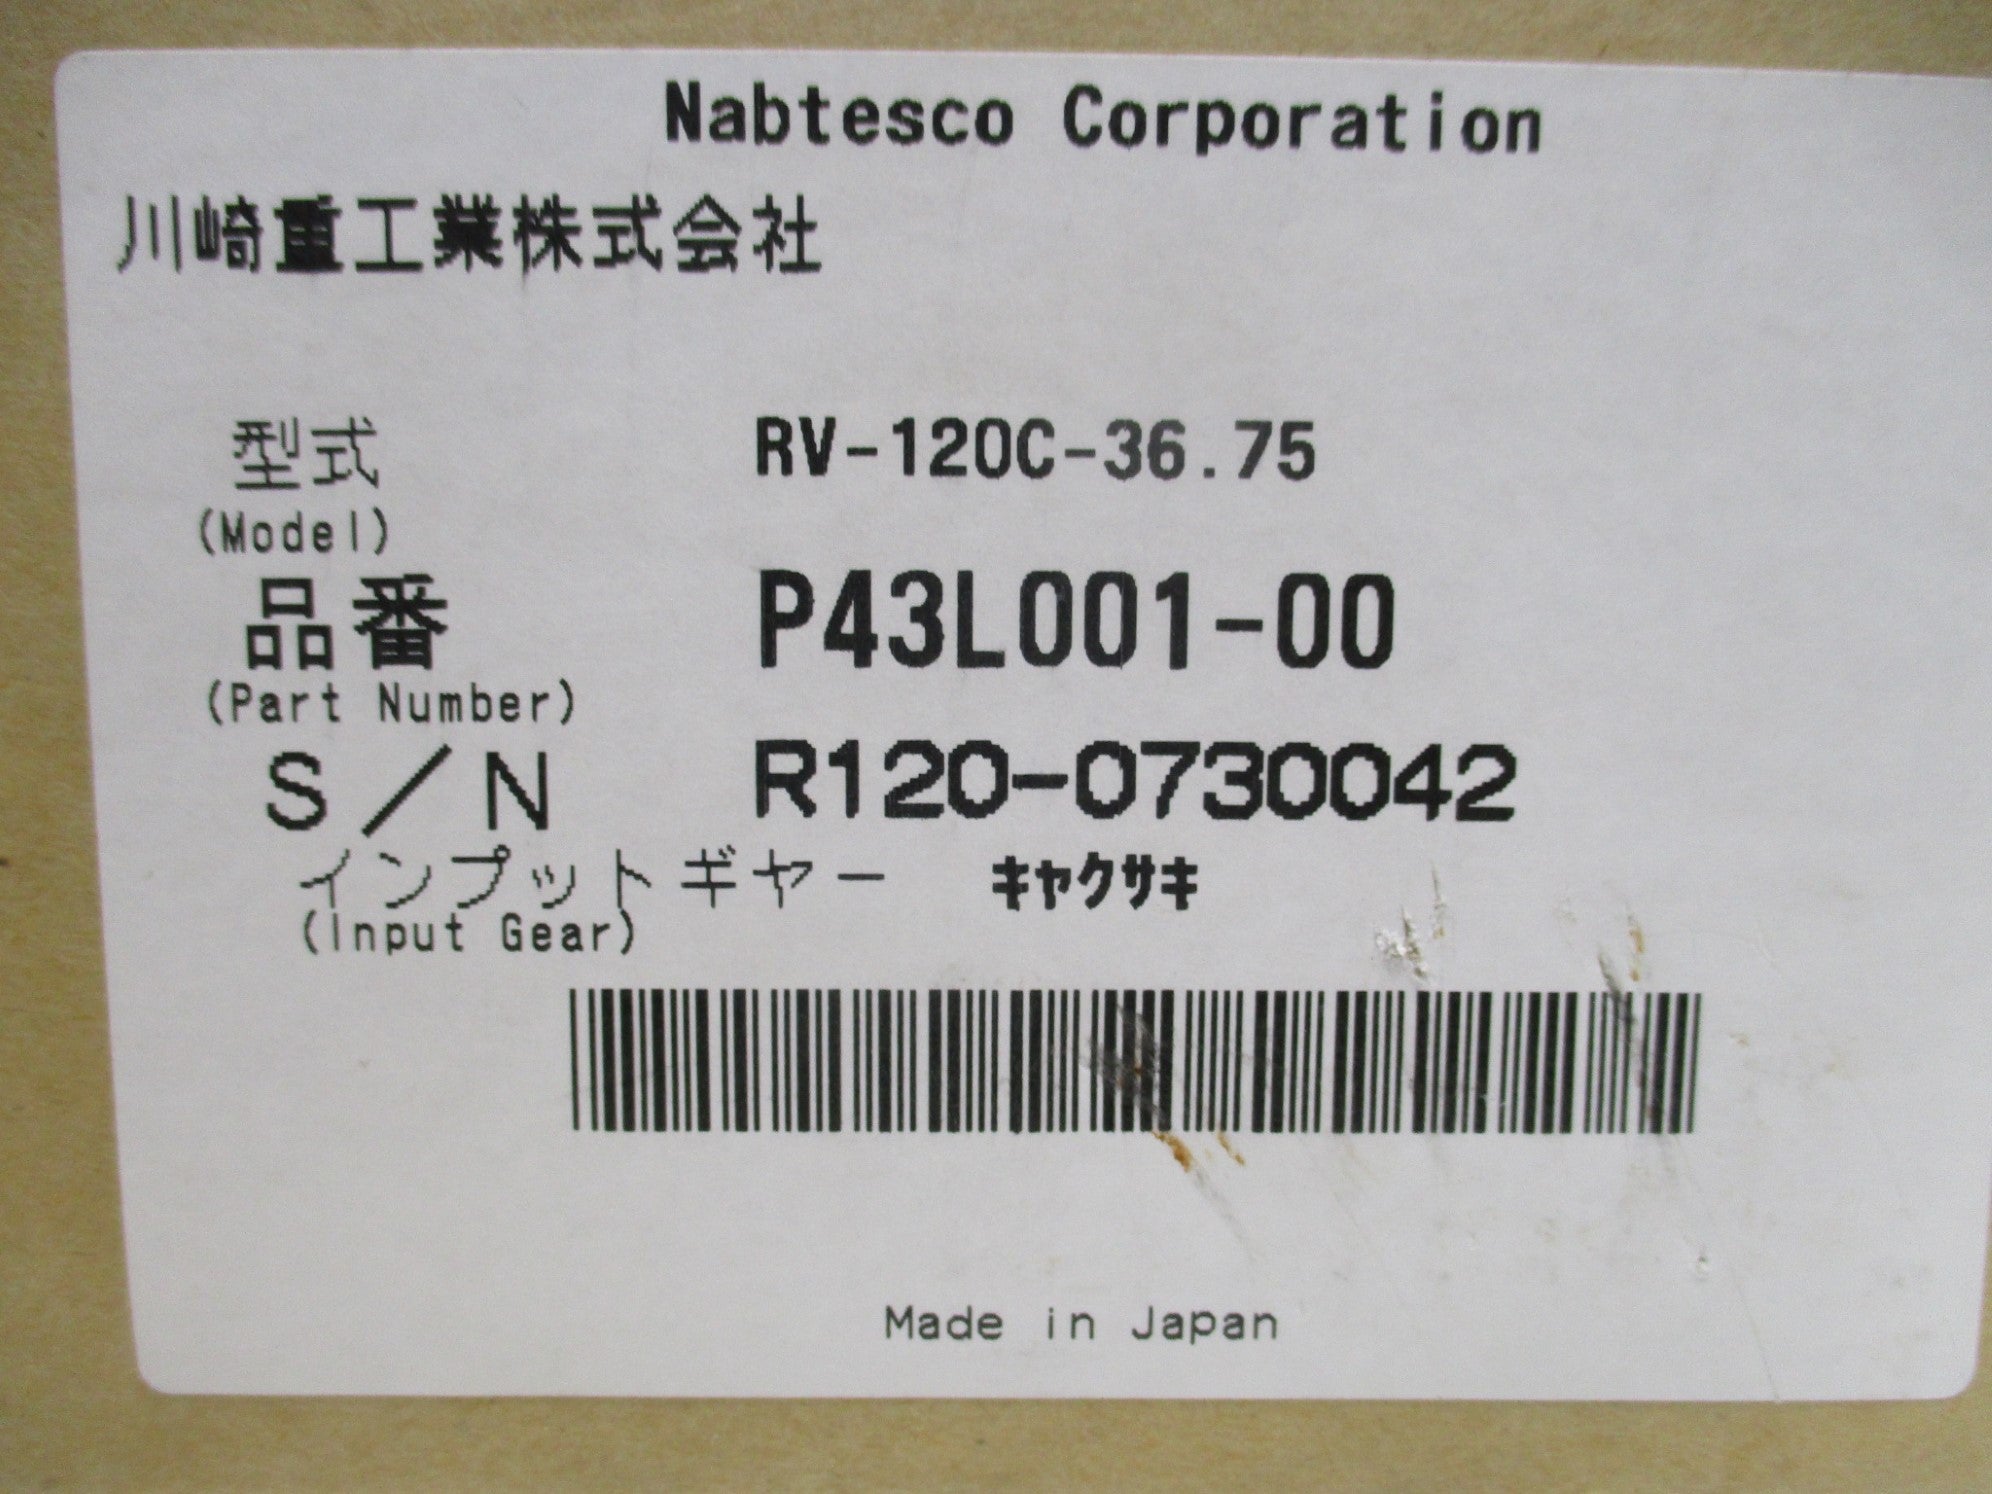 Nabtesco Corporation
川崎重工業株式会社
型式 RV-120C-36.75
(Model)
品番 P43L001-00
(Part Number)
S/N R120-0730042
インプットギヤー ｷｬｸｻｷ
(Input Gear)
Made in Japan